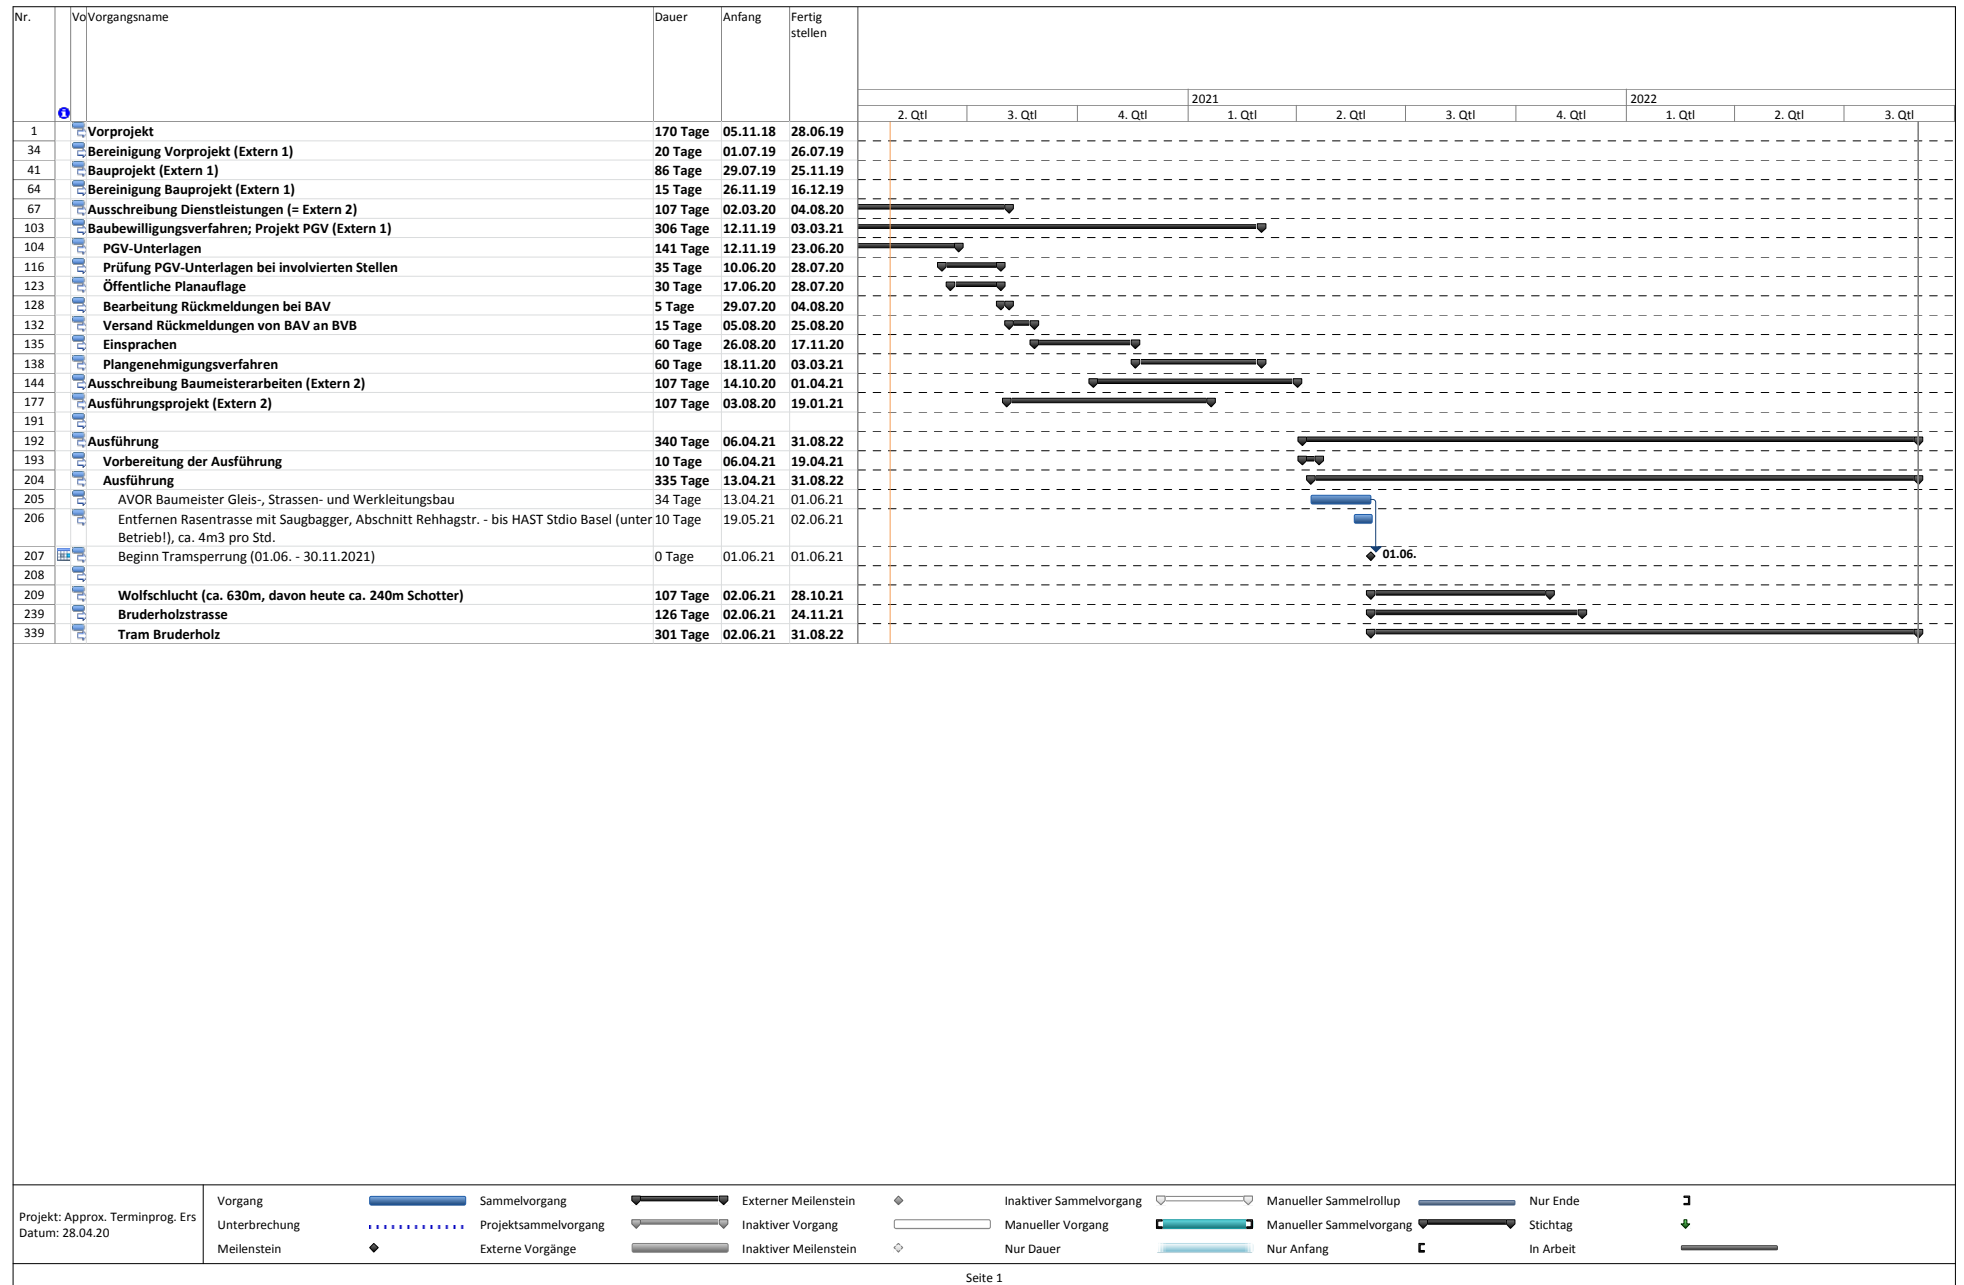 Nr. Vo Vorgangsname Dauer Anfang Fertig
stellen
2021 2022
2. Qtl 3. Qtl 4. Qtl 1. Qtl 2. Qtl 3. Qtl 4. Qtl 1. Qtl 2. Qtl 3. Qtl
1 Vorprojekt 170 Tage 05.11.18 28.06.19
34 Bereinigung Vorprojekt (Extern 1) 20 Tage 01.07.19 26.07.19
41 Bauprojekt (Extern 1) 86 Tage 29.07.19 25.11.19
64 Bereinigung Bauprojekt (Extern 1) 15 Tage 26.11.19 16.12.19
67 Ausschreibung Dienstleistungen (= Extern 2) 107 Tage 02.03.20 04.08.20
103 Baubewilligungsverfahren; Projekt PGV (Extern 1) 306 Tage 12.11.19 03.03.21
104 PGV-Unterlagen 141 Tage 12.11.19 23.06.20
116 Prüfung PGV-Unterlagen bei involvierten Stellen 35 Tage 10.06.20 28.07.20
123 Öffentliche Planauflage 30 Tage 17.06.20 28.07.20
128 Bearbeitung Rückmeldungen bei BAV 5 Tage 29.07.20 04.08.20
132 Versand Rückmeldungen von BAV an BVB 15 Tage 05.08.20 25.08.20
135 Einsprachen 60 Tage 26.08.20 17.11.20
138 Plangenehmigungsverfahren 60 Tage 18.11.20 03.03.21
144 Ausschreibung Baumeisterarbeiten (Extern 2) 107 Tage 14.10.20 01.04.21
177 Ausführungsprojekt (Extern 2) 107 Tage 03.08.20 19.01.21
191
192 Ausführung 340 Tage 06.04.21 31.08.22
193 Vorbereitung der Ausführung 10 Tage 06.04.21 19.04.21
204 Ausführung 335 Tage 13.04.21 31.08.22
205 AVOR Baumeister Gleis-, Strassen- und Werkleitungsbau 34 Tage 13.04.21 01.06.21
206 Entfernen Rasentrasse mit Saugbagger, Abschnitt Rehhagstr. - bis HAST Stdio Basel (unter 10 Tage 19.05.21 02.06.21
Betrieb!), ca. 4m3 pro Std.
207 Beginn Tramsperrung (01.06. - 30.11.2021) 0 Tage 01.06.21 01.06.21 01.06.
208
209 Wolfschlucht (ca. 630m, davon heute ca. 240m Schotter) 107 Tage 02.06.21 28.10.21
239 Bruderholzstrasse 126 Tage 02.06.21 24.11.21
339 Tram Bruderholz 301 Tage 02.06.21 31.08.22
Projekt: Approx. Terminprog. Ers
Datum: 28.04.20
Vorgang Sammelvorgang Externer Meilenstein Inaktiver Sammelvorgang Manueller Sammelrollup Nur Ende
Unterbrechung Projektsammelvorgang Inaktiver Vorgang Manueller Vorgang Manueller Sammelvorgang Stichtag
Meilenstein Externe Vorgänge Inaktiver Meilenstein Nur Dauer Nur Anfang In Arbeit
Seite 1